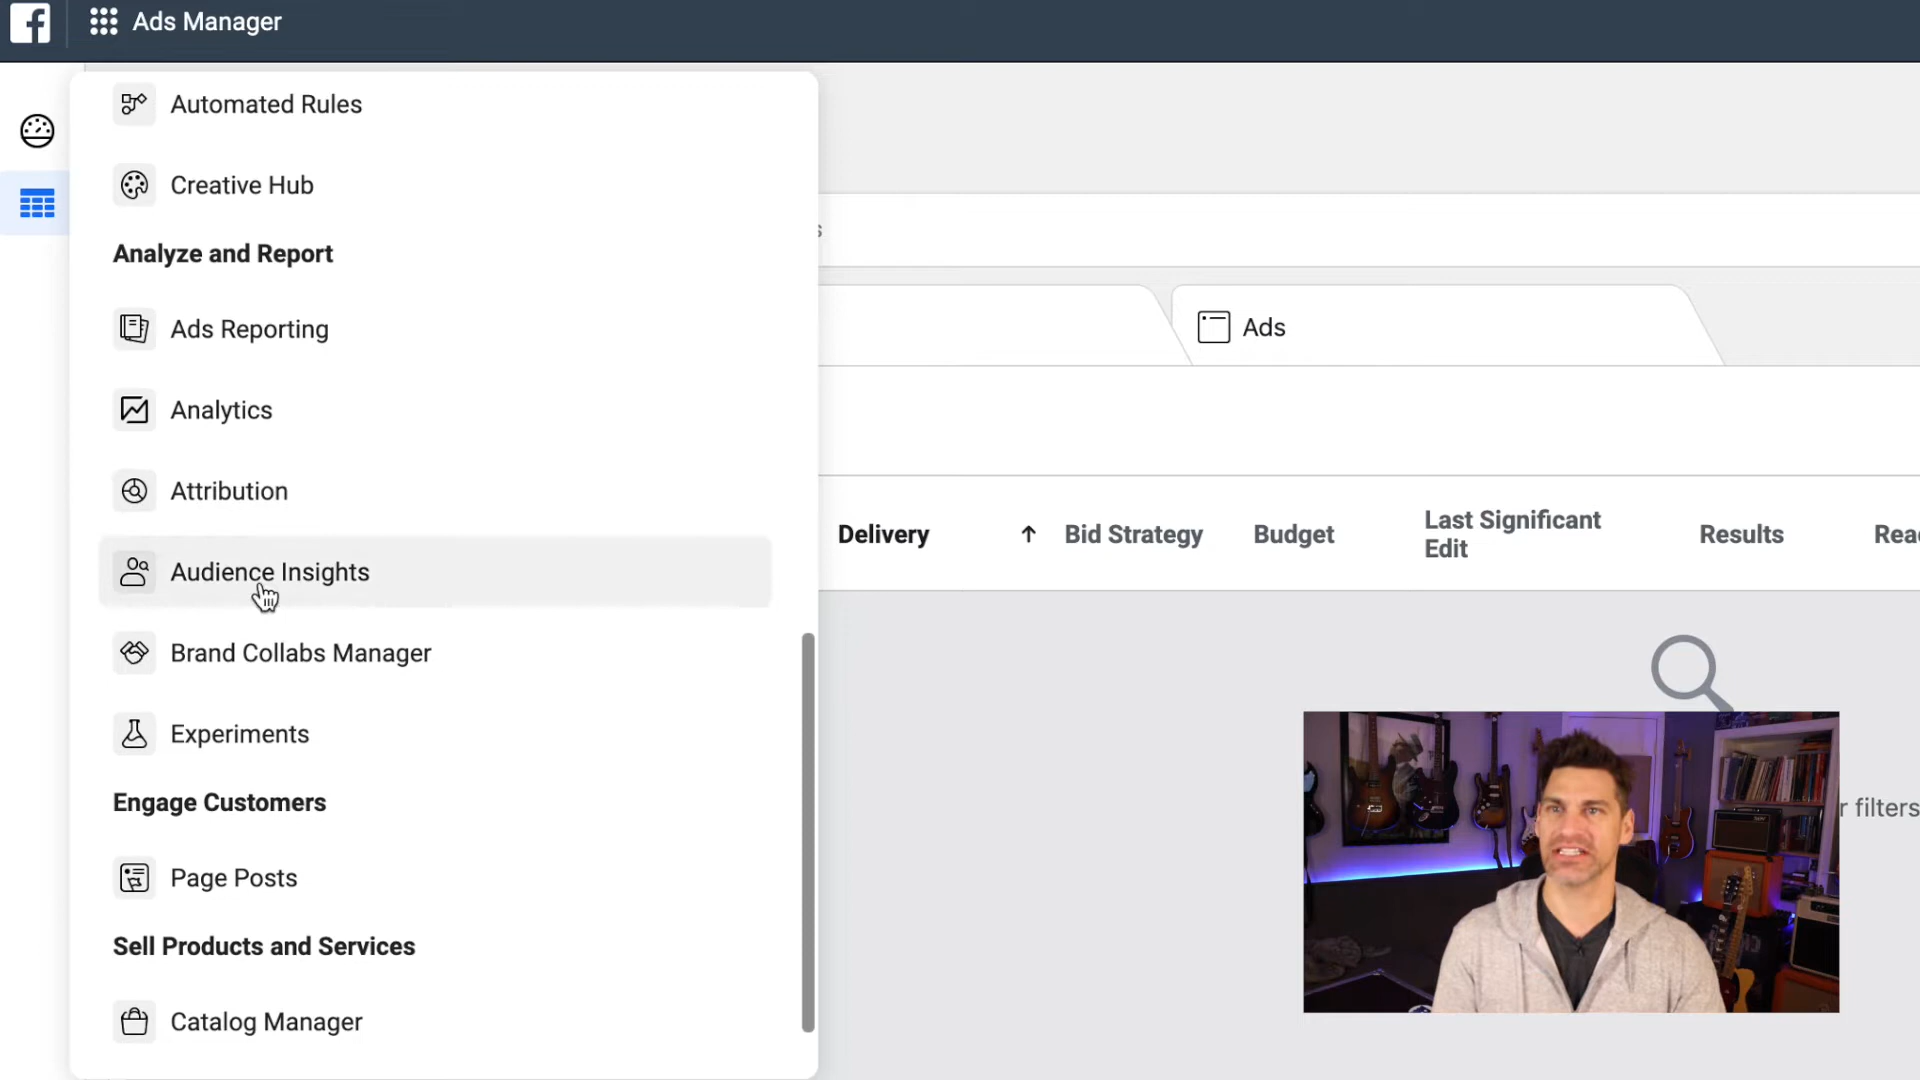 Ads Manager
Automated Rules
Creative Hub
Analyze and Report
Ads Reporting
Analytics
Attribution
Audience Insights
Brand Collabs Manager
Experiments
Engage Customers
Page Posts
Sell Products and Services
Catalog Manager
s
Ads
Delivery
Bid Strategy
Budget
Last Significant
Edit
Results
Rea
r filters